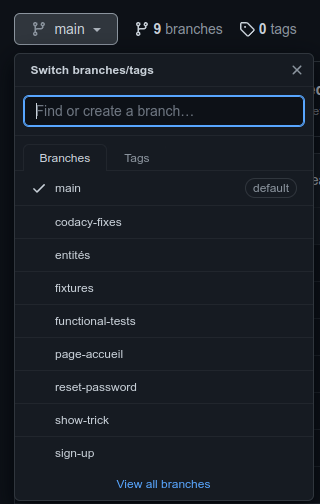 main
9 branches
0 tags
Switch branches/tags
Find or create a branch…
Branches
Tags
main
default
codacy-fixes
entités
fixtures
functional-tests
page-accueil
reset-password
show-trick
sign-up
View all branches